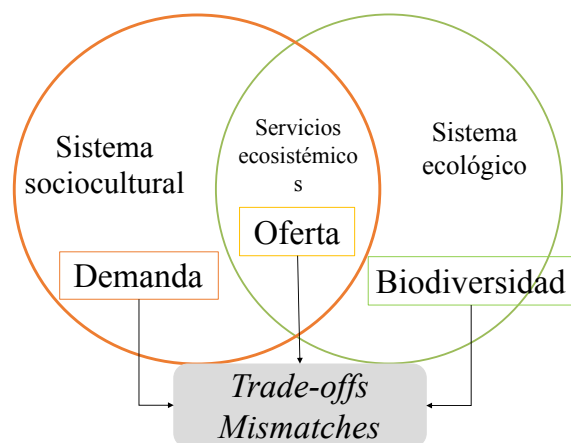 Sistema
sociocultural
Servicios
ecosistémico
s
Sistema
ecológico
Demanda
Oferta
Biodiversidad
Trade-offs
Mismatches